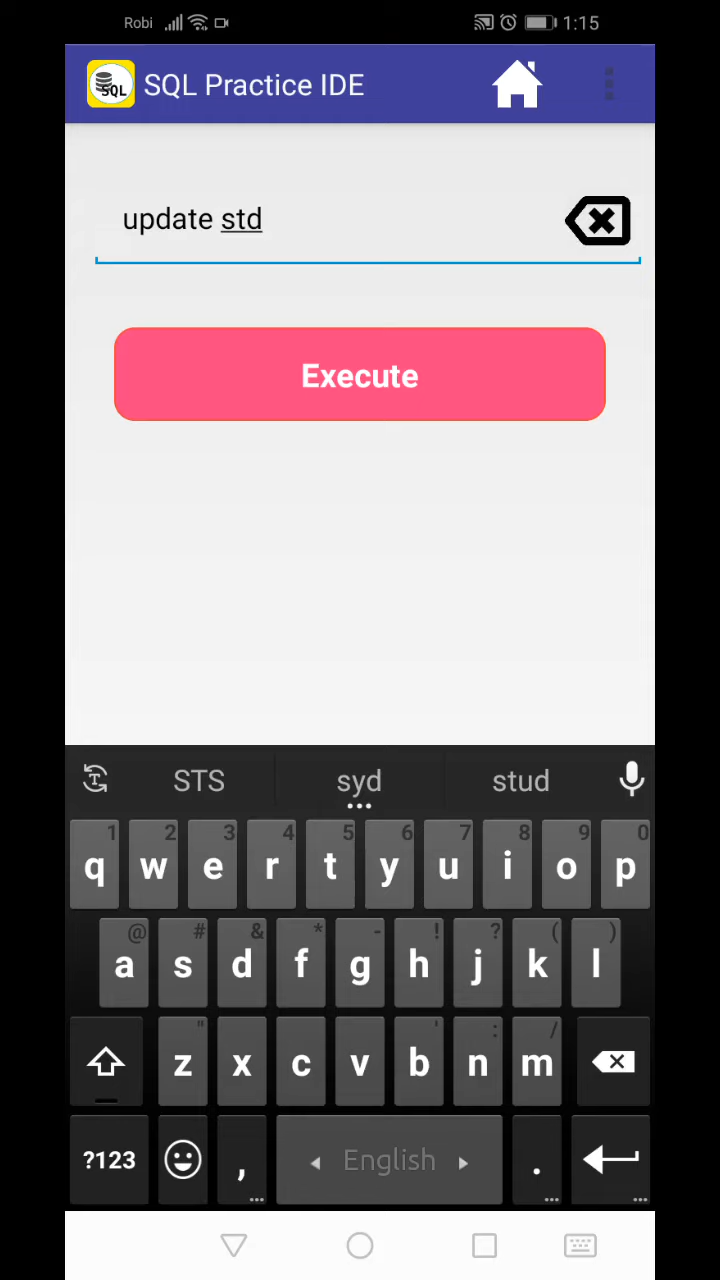 Robi 1:15
SQL SQL Practice IDE
update std
Execute
STS syd stud
1 2 3 4 5 6 7 8 9 0
q w e r t y u i o p
@ # & * - ! ? ( )
a s d f g h j k l
" ' : /
z x c v b n m
?123 , English .